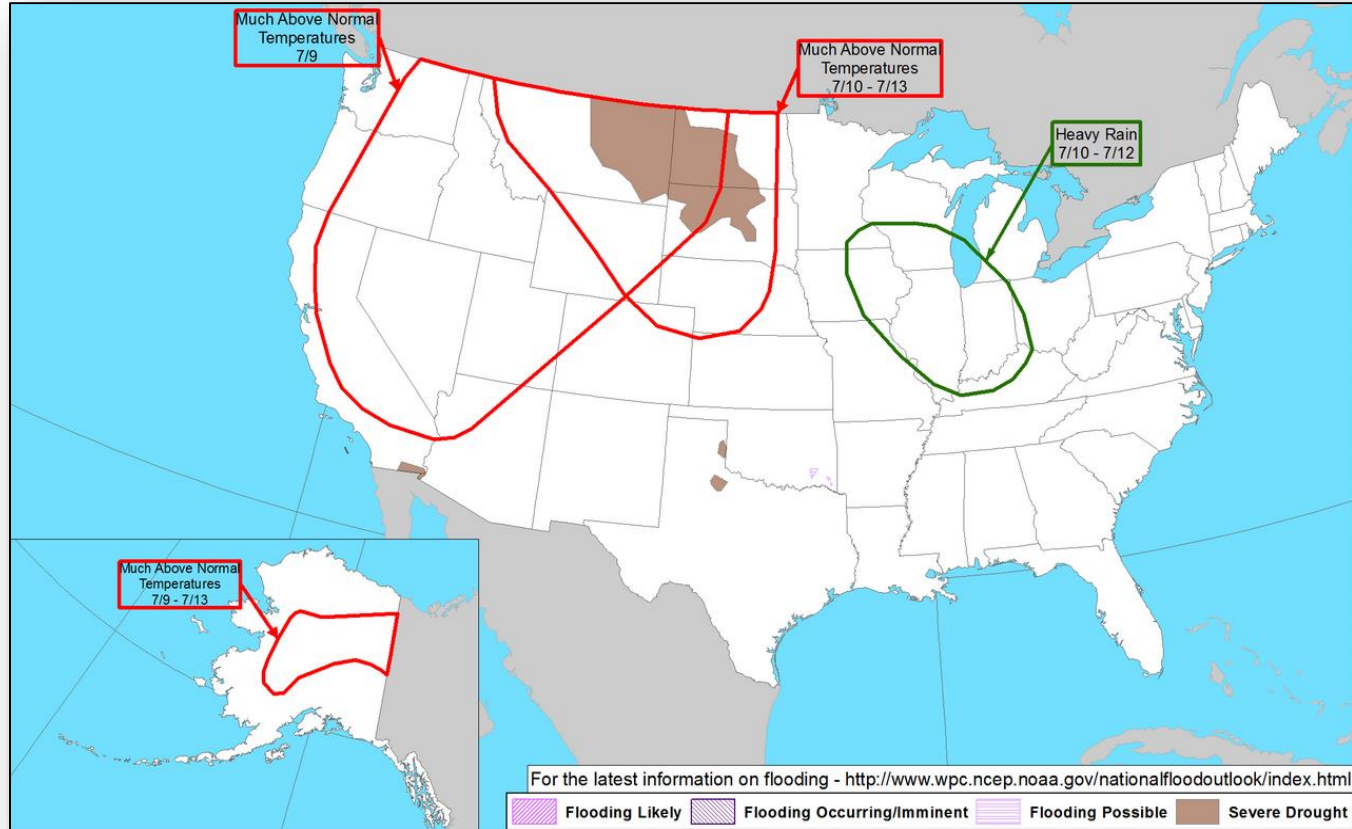 Much Above Normal
Temperatures
7/9
Much Above Normal
Temperatures
7/10 - 7/13
Heavy Rain
7/10 - 7/12
Much Above Normal
Temperatures
7/9 - 7/13
For the latest information on flooding - http://www.wpc.ncep.noaa.gov/nationalfloodoutlook/index.html
Flooding Likely Flooding Occurring/Imminent Flooding Possible Severe Drought